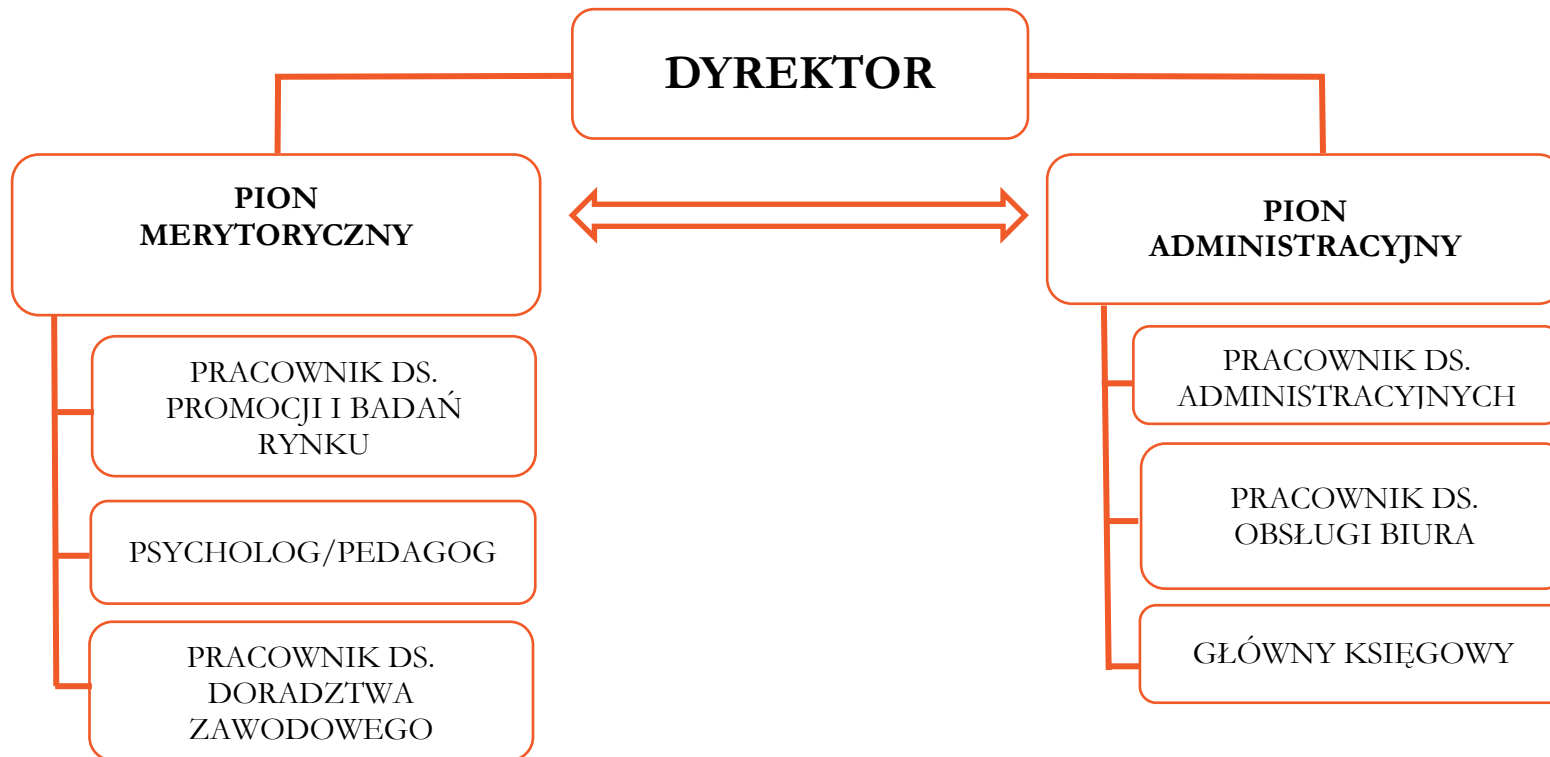 DYREKTOR
PION
MERYTORYCZNY
PRACOWNIK DS.
PROMOCJI I BADAŃ
RYNKU
PSYCHOLOG/PEDAGOG
PRACOWNIK DS.
DORADZTWA
ZAWODOWEGO
PION
ADMINISTRACYJNY
PRACOWNIK DS.
ADMINISTRACYJNYCH
PRACOWNIK DS.
OBSŁUGI BIURA
GŁÓWNY KSIĘGOWY